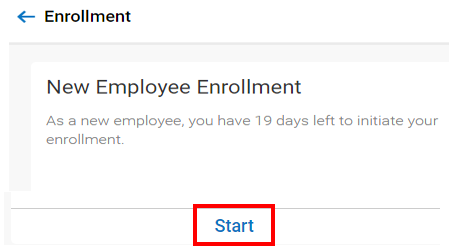 Enrollment
New Employee Enrollment
As a new employee, you have 19 days left to initiate your
enrollment.
Start